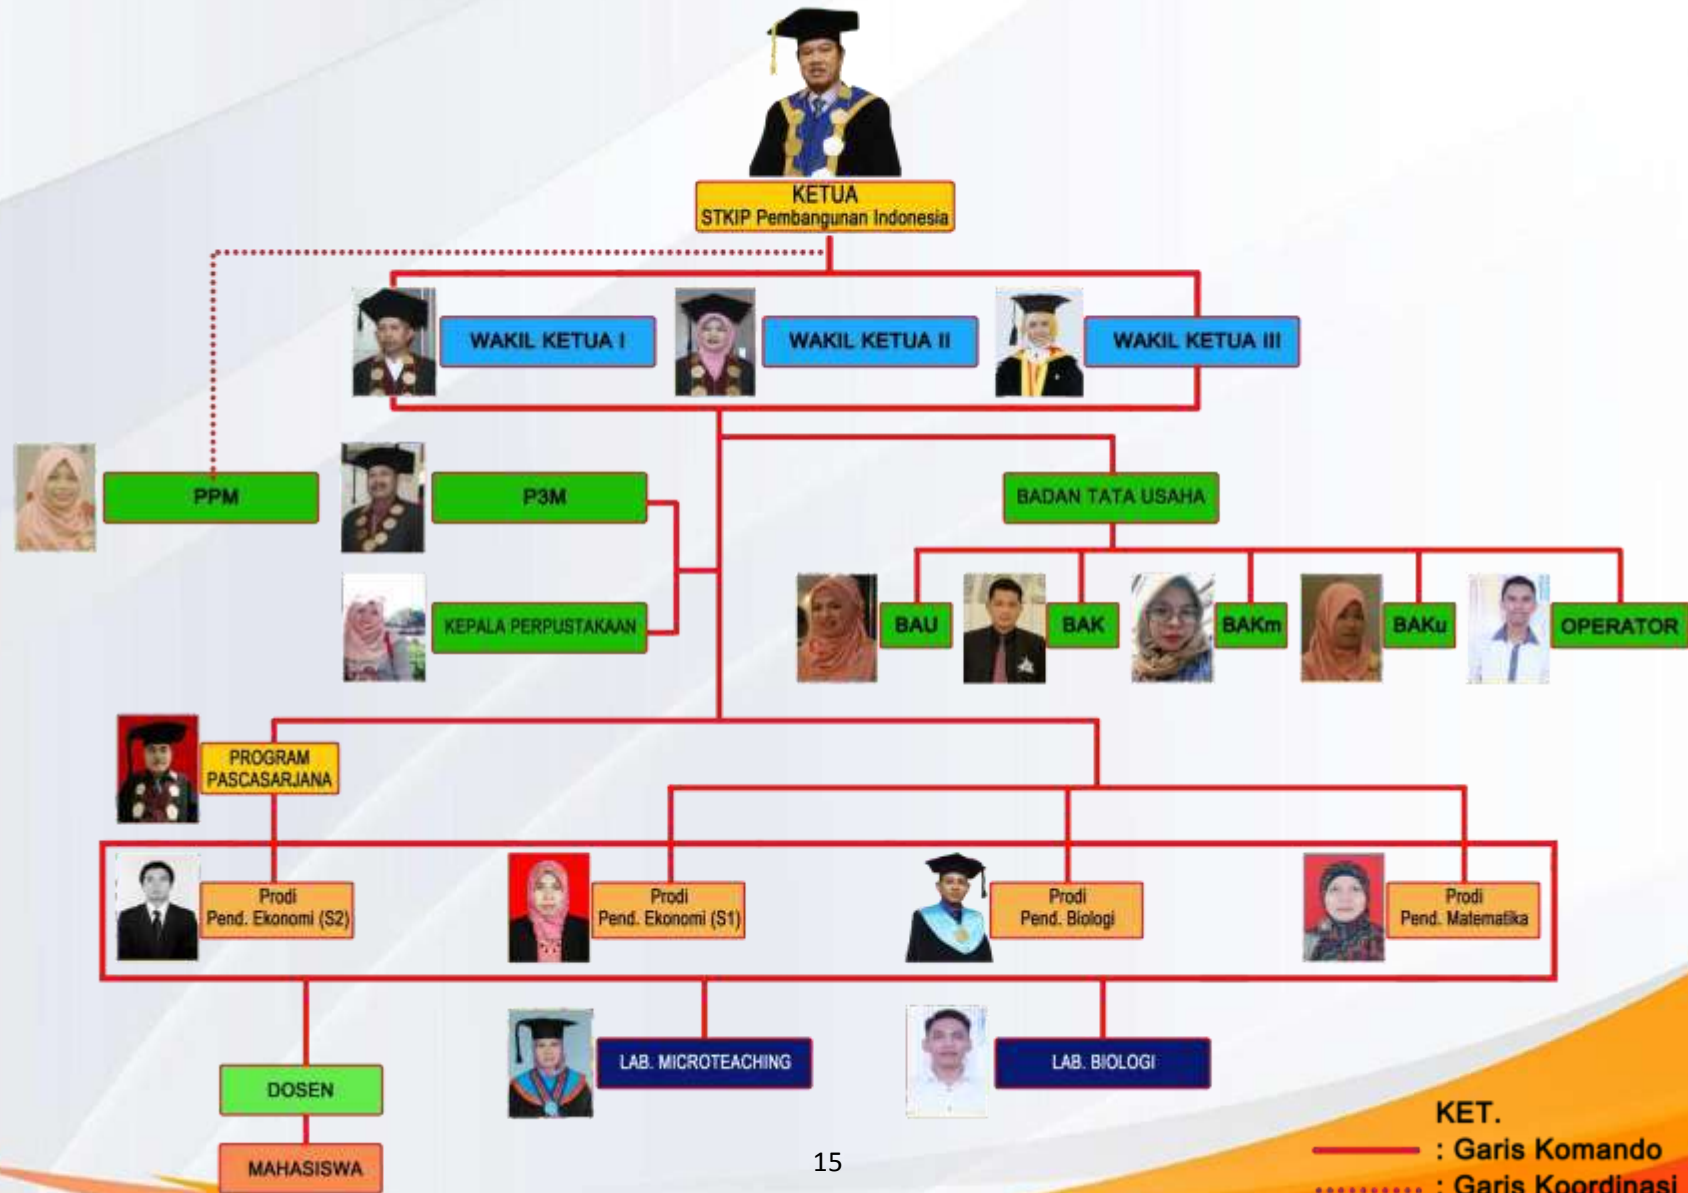 KETUA
STKIP Pembangunan Indonesia
WAKIL KETUA I
WAKIL KETUA II
WAKIL KETUA III
PPM
P3M
BADAN TATA USAHA
KEPALA PERPUSTAKAAN
BAU
BAK
BAKm
BAKu
OPERATOR
PROGRAM
PASCASARJANA
Prodi
Pend. Ekonomi (S2)
Prodi
Pend. Ekonomi (S1)
Prodi
Pend. Biologi
Prodi
Pend. Matematika
LAB. MICROTEACHING
LAB. BIOLOGI
DOSEN
MAHASISWA
15
KET.
: Garis Komando
: Garis Koordinasi